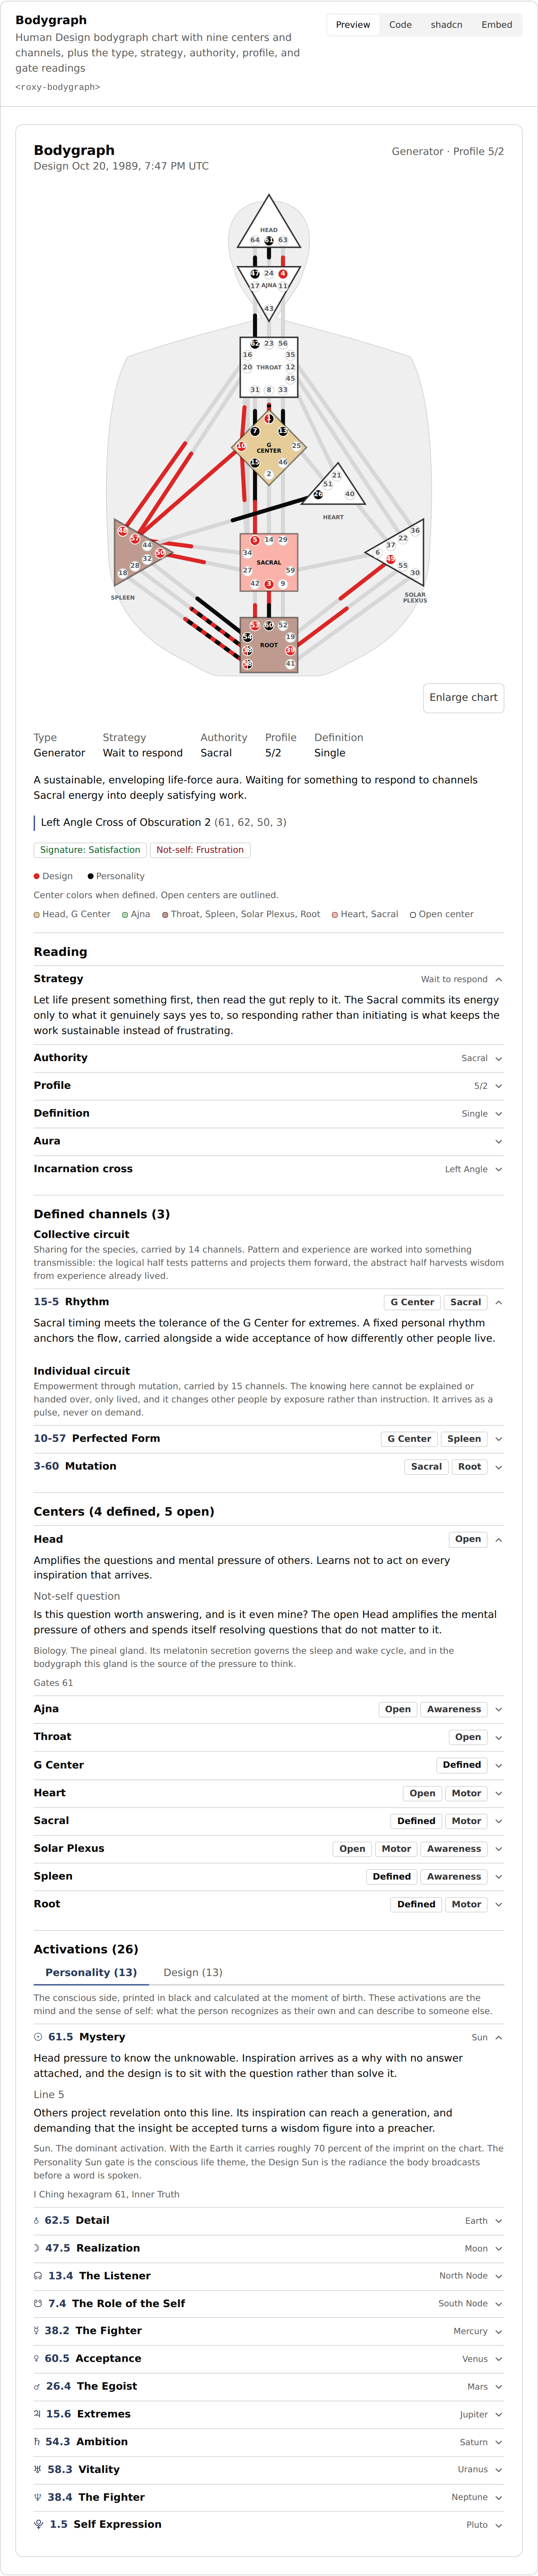 Bodygraph
Human Design bodygraph chart with nine centers and
channels, plus the type, strategy, authority, profile, and
gate readings
<roxy-bodygraph>
Preview Code shadcn Embed
Bodygraph
Design Oct 20, 1989, 7:47 PM UTC
Generator · Profile 5/2
HEAD
64 61 63
47 24 4
17 AJNA 11
43
62 23 56
16 35
20 THROAT 12
45
31 8 33
1
7 13
10 G CENTER 25
15 46
2
21
51
26 40
HEART
48
57
44
50
32
28
18
SPLEEN
5 14 29
34
SACRAL
27 59
42 3 9
36
22
37
6
49
55
30
SOLAR
PLEXUS
53 60 52
54 19
ROOT
38 39
58 41
Enlarge chart
Type Strategy Authority Profile Definition
Generator Wait to respond Sacral 5/2 Single
A sustainable, enveloping life-force aura. Waiting for something to respond to channels
Sacral energy into deeply satisfying work.
Left Angle Cross of Obscuration 2 (61, 62, 50, 3)
Signature: Satisfaction Not-self: Frustration
Design Personality
Center colors when defined. Open centers are outlined.
Head, G Center Ajna Throat, Spleen, Solar Plexus, Root Heart, Sacral Open center
Reading
Strategy Wait to respond
Let life present something first, then read the gut reply to it. The Sacral commits its energy
only to what it genuinely says yes to, so responding rather than initiating is what keeps the
work sustainable instead of frustrating.
Authority Sacral
Profile 5/2
Definition Single
Aura
Incarnation cross Left Angle
Defined channels (3)
Collective circuit
Sharing for the species, carried by 14 channels. Pattern and experience are worked into something
transmissible: the logical half tests patterns and projects them forward, the abstract half harvests wisdom
from experience already lived.
15-5 Rhythm G Center Sacral
Sacral timing meets the tolerance of the G Center for extremes. A fixed personal rhythm
anchors the flow, carried alongside a wide acceptance of how differently other people live.
Individual circuit
Empowerment through mutation, carried by 15 channels. The knowing here cannot be explained or
handed over, only lived, and it changes other people by exposure rather than instruction. It arrives as a
pulse, never on demand.
10-57 Perfected Form G Center Spleen
3-60 Mutation Sacral Root
Centers (4 defined, 5 open)
Head Open
Amplifies the questions and mental pressure of others. Learns not to act on every
inspiration that arrives.
Not-self question
Is this question worth answering, and is it even mine? The open Head amplifies the mental
pressure of others and spends itself resolving questions that do not matter to it.
Biology. The pineal gland. Its melatonin secretion governs the sleep and wake cycle, and in the
bodygraph this gland is the source of the pressure to think.
Gates 61
Ajna Open Awareness
Throat Open
G Center Defined
Heart Open Motor
Sacral Defined Motor
Solar Plexus Open Motor Awareness
Spleen Defined Awareness
Root Defined Motor
Activations (26)
Personality (13) Design (13)
The conscious side, printed in black and calculated at the moment of birth. These activations are the
mind and the sense of self: what the person recognizes as their own and can describe to someone else.
☉ 61.5 Mystery Sun
Head pressure to know the unknowable. Inspiration arrives as a why with no answer
attached, and the design is to sit with the question rather than solve it.
Line 5
Others project revelation onto this line. Its inspiration can reach a generation, and
demanding that the insight be accepted turns a wisdom figure into a preacher.
Sun. The dominant activation. With the Earth it carries roughly 70 percent of the imprint on the chart. The
Personality Sun gate is the conscious life theme, the Design Sun is the radiance the body broadcasts
before a word is spoken.
I Ching hexagram 61, Inner Truth
♁ 62.5 Detail Earth
☽ 47.5 Realization Moon
☊ 13.4 The Listener North Node
☋ 7.4 The Role of the Self South Node
☿ 38.2 The Fighter Mercury
♀ 60.5 Acceptance Venus
♂ 26.4 The Egoist Mars
♃ 15.6 Extremes Jupiter
♄ 54.3 Ambition Saturn
♅ 58.3 Vitality Uranus
♆ 38.4 The Fighter Neptune
♇ 1.5 Self Expression Pluto